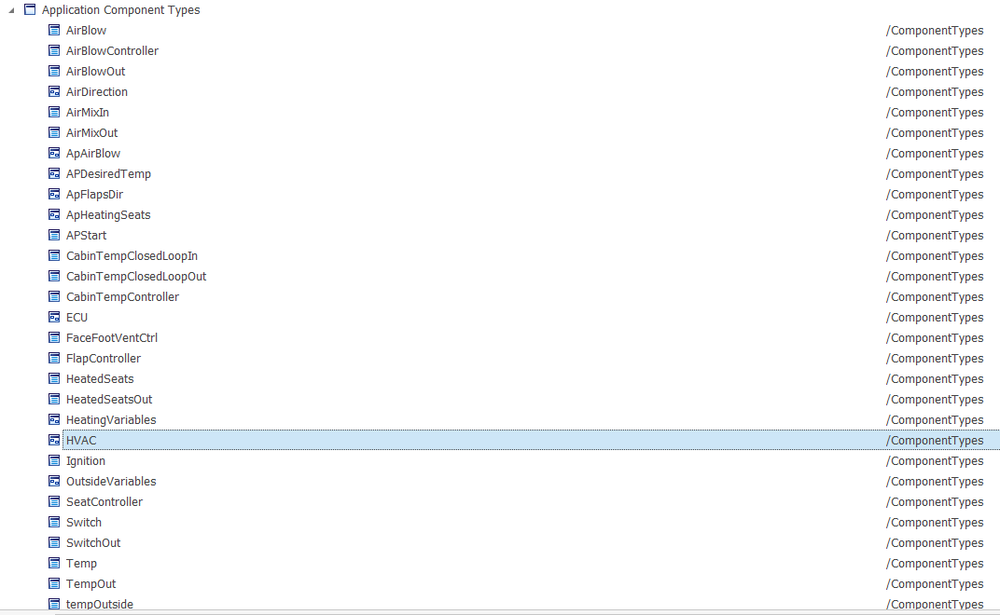 Application Component Types
AirBlow /ComponentTypes
AirBlowController /ComponentTypes
AirBlowOut /ComponentTypes
AirDirection /ComponentTypes
AirMixIn /ComponentTypes
AirMixOut /ComponentTypes
ApAirBlow /ComponentTypes
APDesiredTemp /ComponentTypes
ApFlapsDir /ComponentTypes
ApHeatingSeats /ComponentTypes
APStart /ComponentTypes
CabinTempClosedLoopIn /ComponentTypes
CabinTempClosedLoopOut /ComponentTypes
CabinTempController /ComponentTypes
ECU /ComponentTypes
FaceFootVentCtrl /ComponentTypes
FlapController /ComponentTypes
HeatedSeats /ComponentTypes
HeatedSeatsOut /ComponentTypes
HeatingVariables /ComponentTypes
HVAC /ComponentTypes
Ignition /ComponentTypes
OutsideVariables /ComponentTypes
SeatController /ComponentTypes
Switch /ComponentTypes
SwitchOut /ComponentTypes
Temp /ComponentTypes
TempOut /ComponentTypes
tempOutside /ComponentTypes